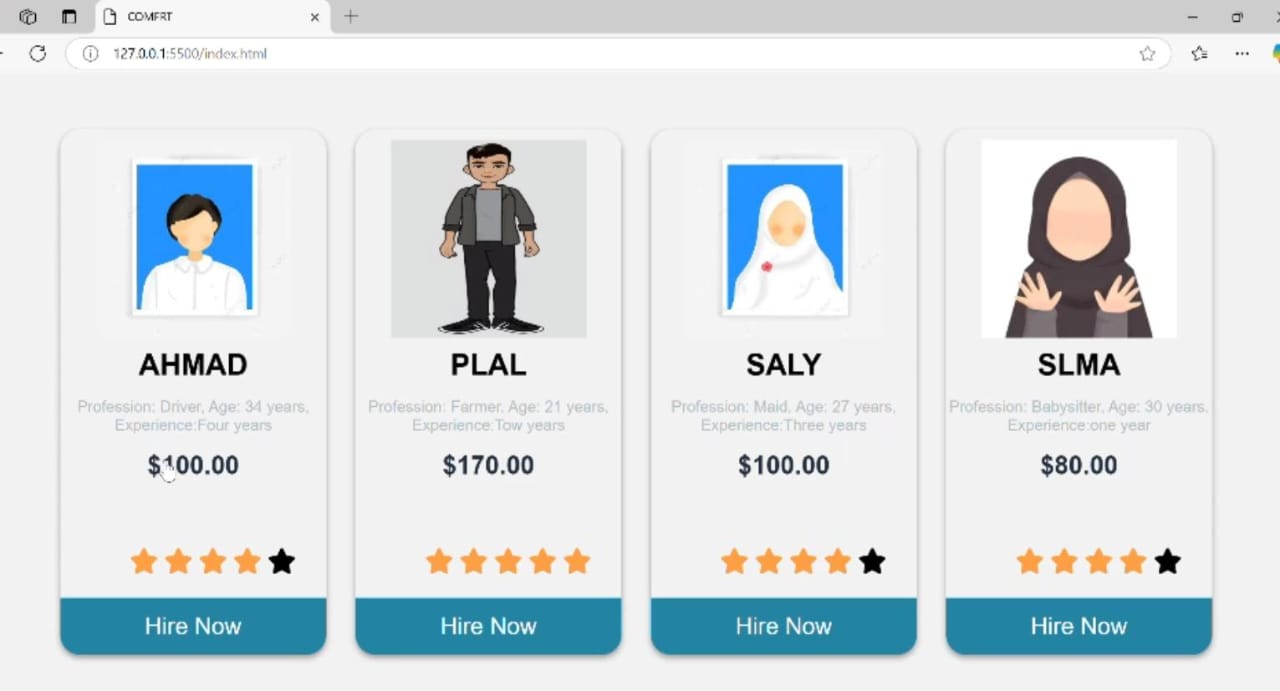 COMFRT
127.0.0.1:5500/index.html
AHMAD
Profession: Driver, Age: 34 years,
Experience:Four years
$100.00
Hire Now
PLAL
Profession: Farmer, Age: 21 years,
Experience:Tow years
$170.00
Hire Now
SALY
Profession: Maid, Age: 27 years,
Experience:Three years
$100.00
Hire Now
SLMA
Profession: Babysitter, Age: 30 years,
Experience:one year
$80.00
Hire Now